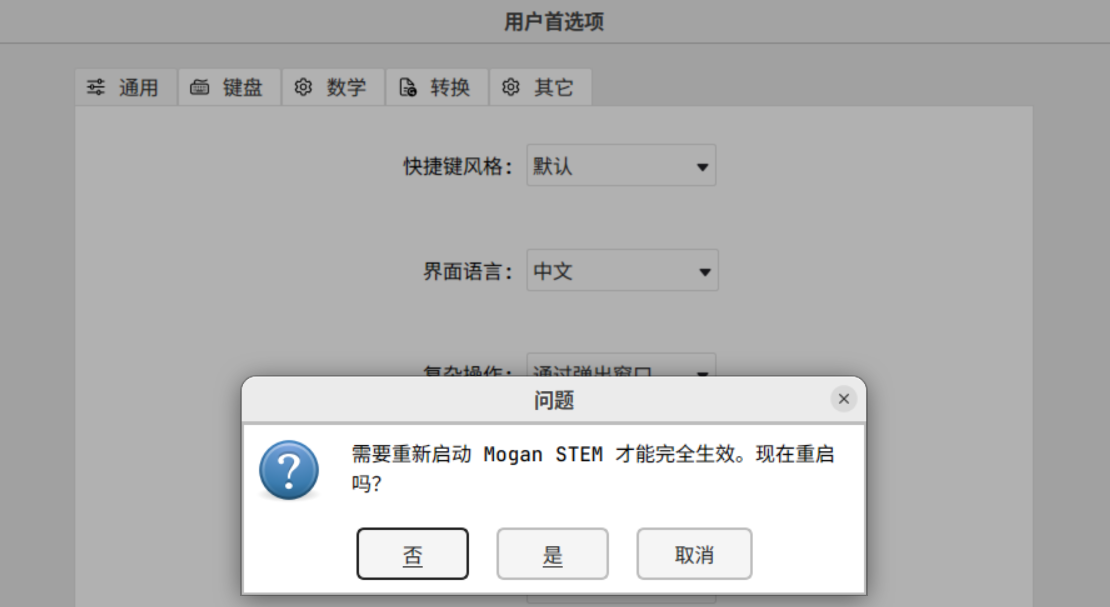 用户首选项
通用 键盘 数学 转换 其它
快捷键风格: 默认
界面语言: 中文
复杂操作: 通过弹出窗口
问题
需要重新启动 Mogan STEM 才能完全生效。现在重启
吗?
否 是 取消